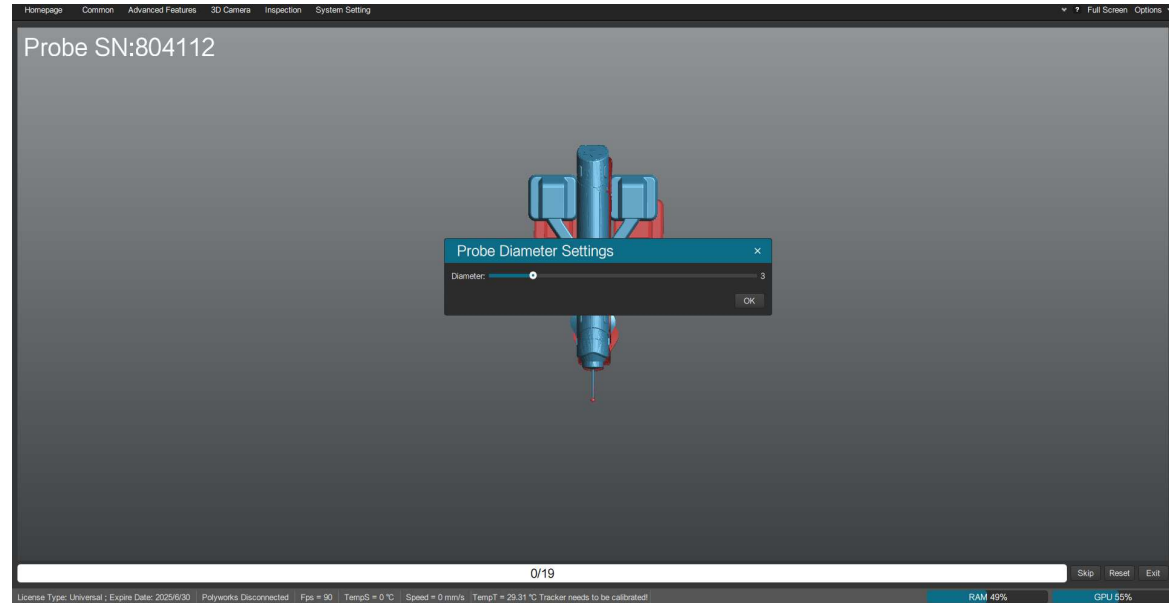 Homepage Common Advanced Features 3D Camera Inspection System Setting ? Full Screen Options
Probe SN:804112
Probe Diameter Settings ×
Diameter: 3
OK
0/19 Skip Reset Exit
License Type: Universal ; Expire Date: 2025/6/30 Polyworks Disconnected Fps = 90 TempS = 0 ℃ Speed = 0 mm/s TempT = 29.31 ℃ Tracker needs to be calibrated! RAM 49% GPU 55%